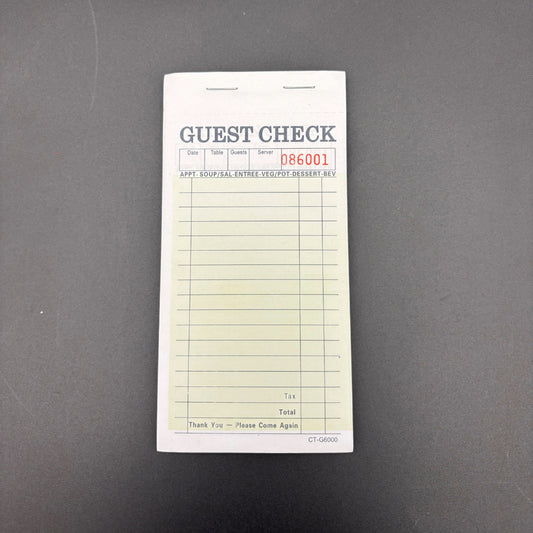 GUEST CHECK
Date Table Guests Server 086001
APPT- SOUP/SAL-ENTREE-VEG/POT-DESSERT-BEV
Tax
Total
Thank You — Please Come Again
CT-G6000